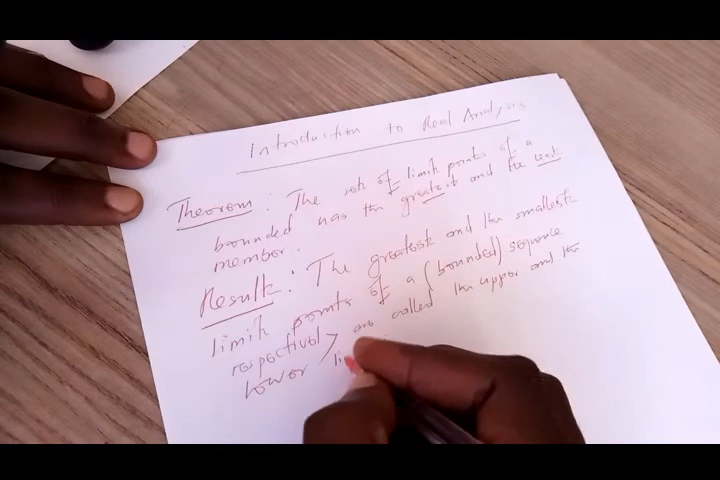 Introduction to Real Analysis
Theorem : The set of limit points of a
bounded has the greatest and the least
member.
Result : The greatest and the smallest
limit points of a (bounded) sequence
respectively are called the upper and the
lower li